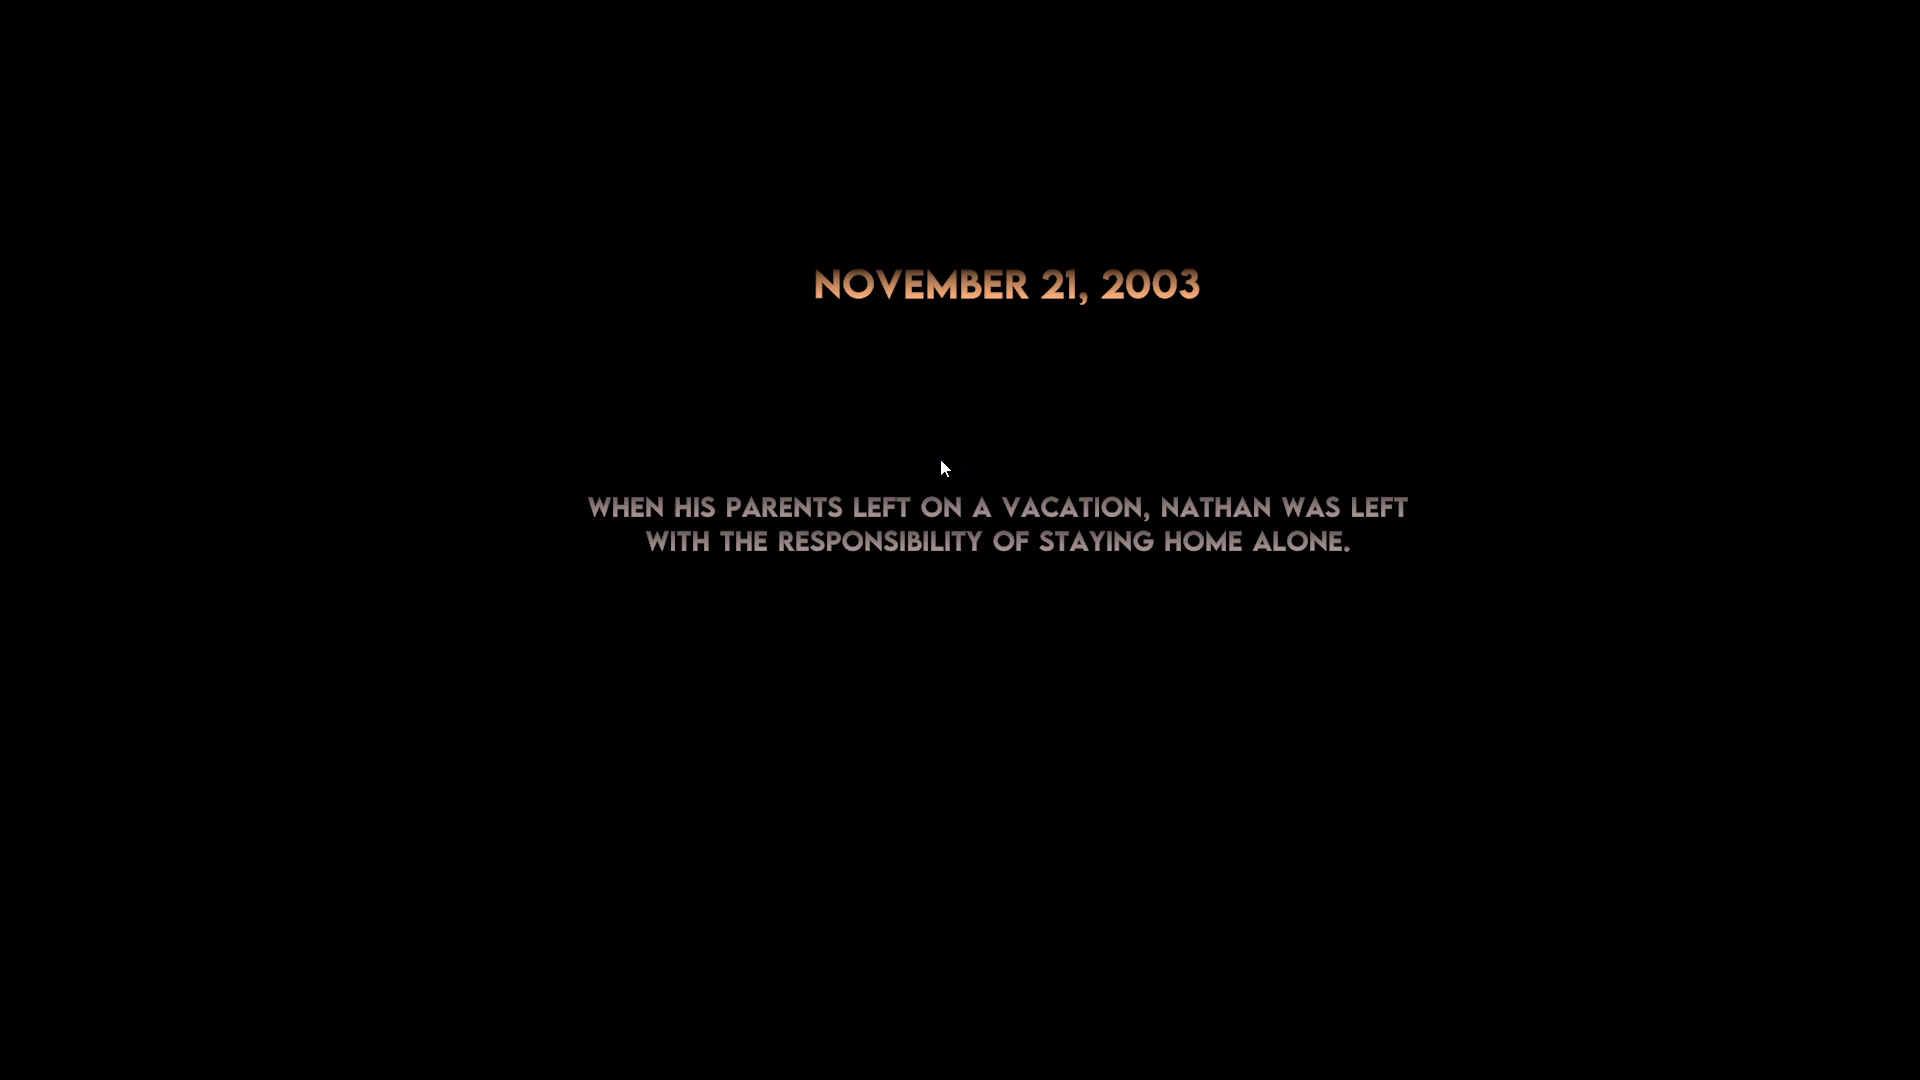 NOVEMBER 21, 2003
WHEN HIS PARENTS LEFT ON A VACATION, NATHAN WAS LEFT
WITH THE RESPONSIBILITY OF STAYING HOME ALONE.